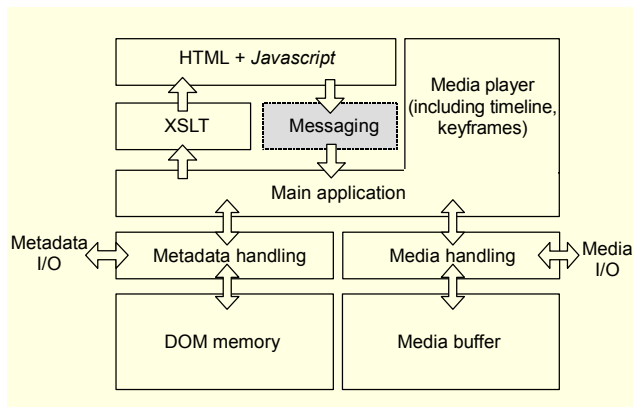 HTML + Javascript
Media player
(including timeline,
keyframes)
XSLT
Messaging
Main application
Metadata
I/O
Metadata handling
Media handling
Media
I/O
DOM memory
Media buffer